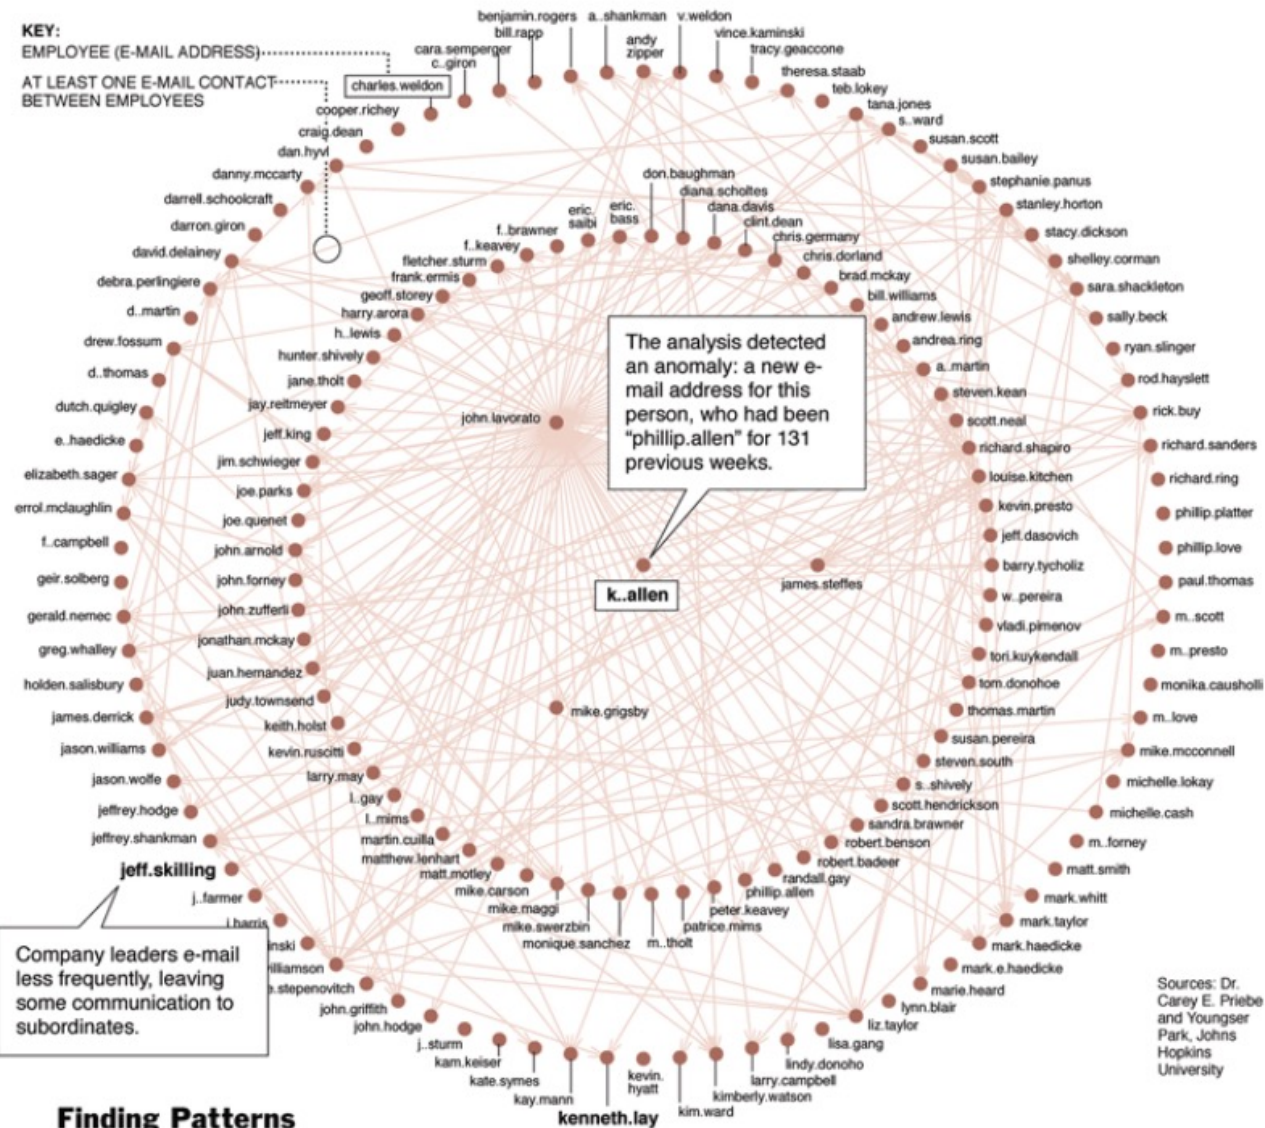 KEY:
EMPLOYEE (E-MAIL ADDRESS)
AT LEAST ONE E-MAIL CONTACT
BETWEEN EMPLOYEES
charles.weldon
c..giron
cara.semperger
bill.rapp
benjamin.rogers
a..shankman
andy
zipper
v.weldon
vince.kaminski
tracy.geaccone
theresa.staab
teb.lokey
tana.jones
s..ward
susan.scott
susan.bailey
stephanie.panus
stanley.horton
stacy.dickson
shelley.corman
sara.shackleton
sally.beck
ryan.slinger
rod.hayslett
rick.buy
richard.sanders
richard.ring
phillip.platter
phillip.love
paul.thomas
m..scott
m..presto
monika.causholli
m..love
mike.mcconnell
michelle.lokay
michelle.cash
m..forney
matt.smith
mark.whitt
mark.taylor
mark.haedicke
mark.e.haedicke
marie.heard
lynn.blair
liz.taylor
lisa.gang
lindy.donoho
larry.campbell
kimberly.watson
kim.ward
kevin.
hyatt
kenneth.lay
kay.mann
kate.symes
kam.keiser
j..sturm
john.hodge
john.griffith
e.stepenovitch
illiamson
inski
j.harris
j..farmer
jeff.skilling
jeffrey.shankman
jeffrey.hodge
jason.wolfe
jason.williams
james.derrick
holden.salisbury
greg.whalley
gerald.nemec
geir.solberg
f..campbell
errol.mclaughlin
elizabeth.sager
e..haedicke
dutch.quigley
d..thomas
drew.fossum
d..martin
debra.perlingiere
david.delainey
darron.giron
darrell.schoolcraft
danny.mccarty
dan.hyvl
craig.dean
cooper.richey
don.baughman
diana.scholtes
dana.davis
clint.dean
chris.germany
chris.dorland
brad.mckay
bill.williams
andrew.lewis
andrea.ring
a..martin
steven.kean
scott.neal
richard.shapiro
louise.kitchen
kevin.presto
jeff.dasovich
barry.tycholiz
w..pereira
vladi.pimenov
tori.kuykendall
tom.donohoe
thomas.martin
susan.pereira
steven.south
s..shively
scott.hendrickson
sandra.brawner
robert.benson
robert.badeer
randall.gay
phillip.allen
peter.keavey
patrice.mims
m..tholt
monique.sanchez
mike.swerzbin
mike.maggi
mike.carson
matt.motley
matthew.lenhart
martin.cuilla
l..mims
l..gay
larry.may
kevin.ruscitti
keith.holst
judy.townsend
juan.hernandez
jonathan.mckay
john.zufferli
john.forney
john.arnold
joe.quenet
joe.parks
jim.schwieger
jeff.king
jay.reitmeyer
jane.tholt
hunter.shively
h..lewis
harry.arora
geoff.storey
frank.ermis
fletcher.sturm
f..keavey
f..brawner
eric.
saibi
eric.
bass
john.lavorato
The analysis detected
an anomaly: a new e-
mail address for this
person, who had been
“phillip.allen” for 131
previous weeks.
k..allen
james.steffes
mike.grigsby
Company leaders e-mail
less frequently, leaving
some communication to
subordinates.
Sources: Dr.
Carey E. Priebe
and Youngser
Park, Johns
Hopkins
University
Finding Patterns